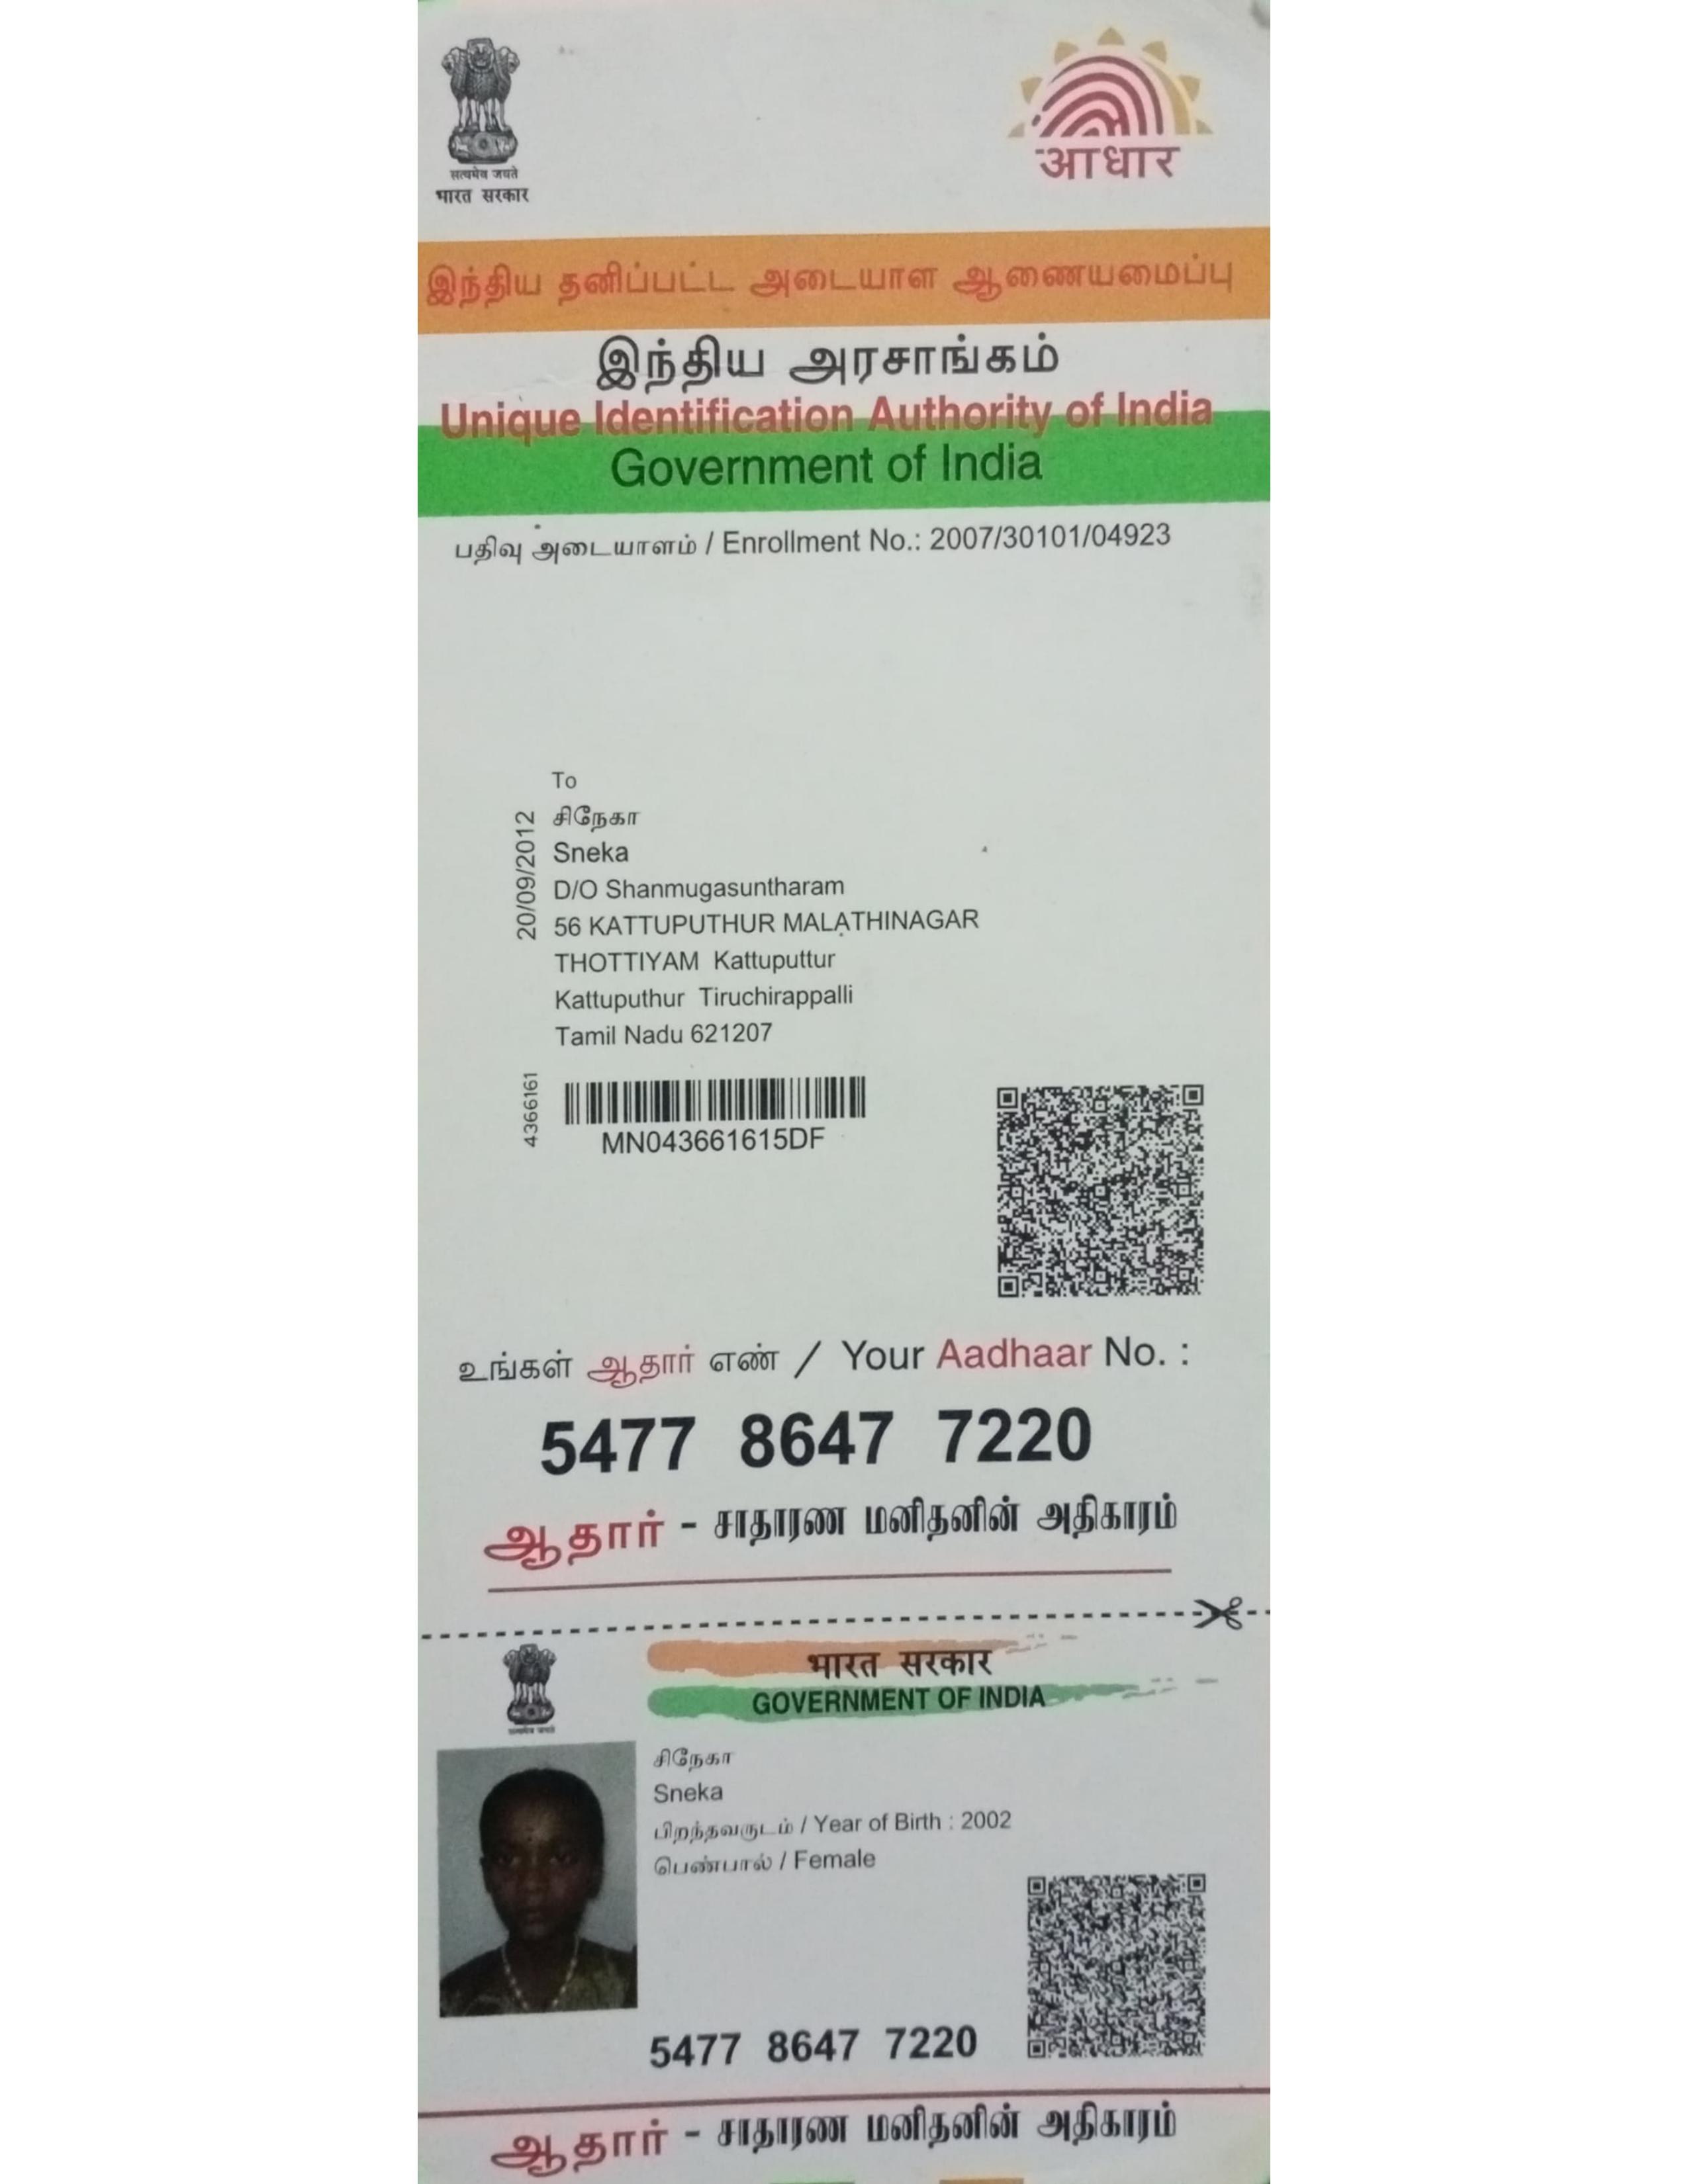 सत्यमेव जयते
भारत सरकार
आधार
இந்திய தனிப்பட்ட அடையாள ஆணையமைப்பு
இந்திய அரசாங்கம்
Unique Identification Authority of India
Government of India
பதிவு அடையாளம் / Enrollment No.: 2007/30101/04923
20/09/2012
To
சிநேகா
Sneka
D/O Shanmugasuntharam
56 KATTUPUTHUR MALATHINAGAR
THOTTIYAM Kattuputtur
Kattuputhur Tiruchirappalli
Tamil Nadu 621207
4366161
MN043661615DF
உங்கள் ஆதார் எண் / Your Aadhaar No. :
5477 8647 7220
ஆதார் - சாதாரண மனிதனின் அதிகாரம்
भारत सरकार
GOVERNMENT OF INDIA
सत्यमेव जयते
சிநேகா
Sneka
பிறந்தவருடம் / Year of Birth : 2002
பெண்பால் / Female
5477 8647 7220
ஆதார் - சாதாரண மனிதனின் அதிகாரம்